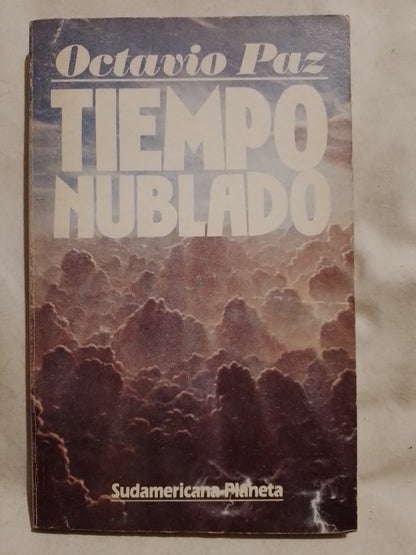 Octavio Paz
TIEMPO
NUBLADO
Sudamericana-Planeta